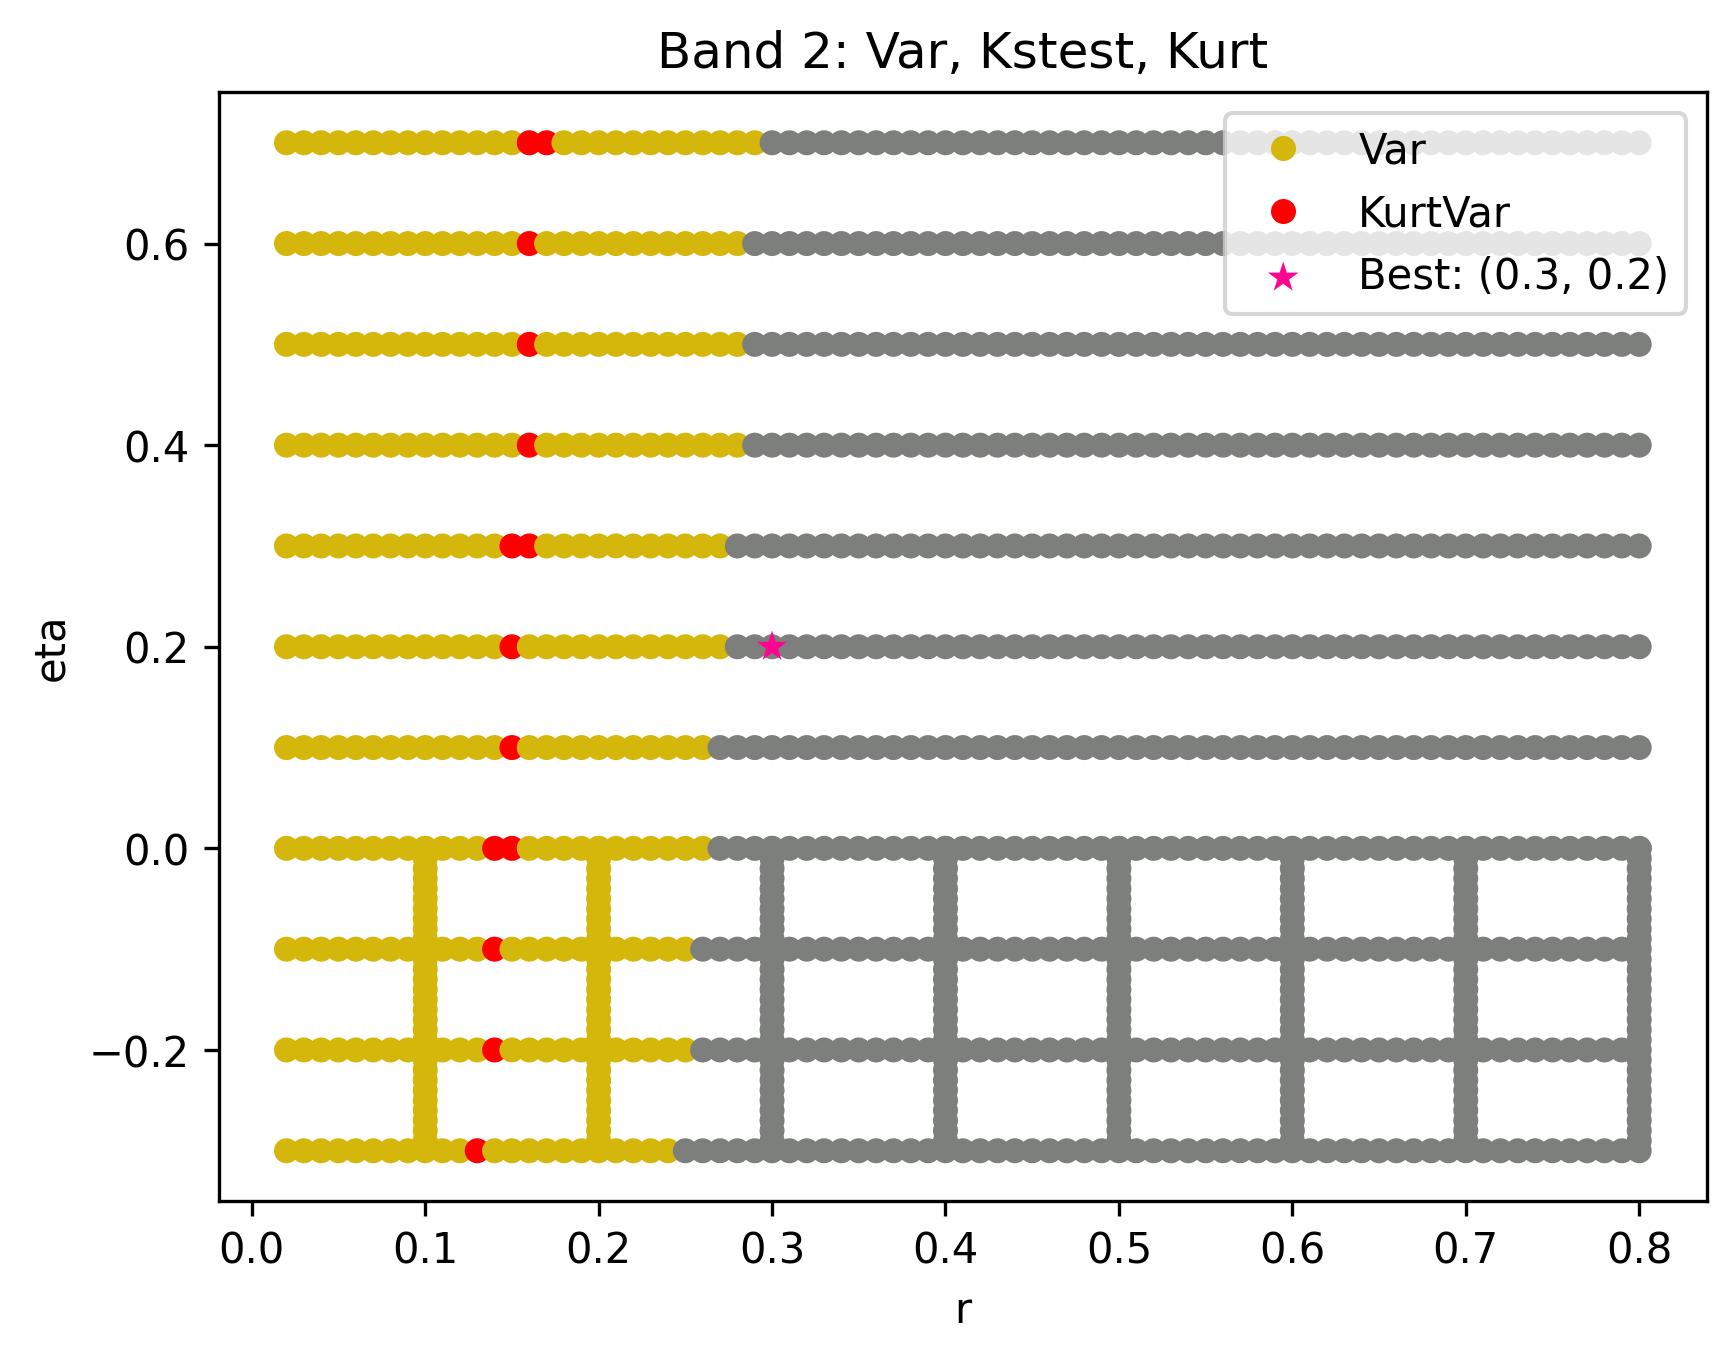 Band 2: Var, Kstest, Kurt
Var
KurtVar
Best: (0.3, 0.2)
eta
0.6
0.4
0.2
0.0
−0.2
0.0 0.1 0.2 0.3 0.4 0.5 0.6 0.7 0.8
r